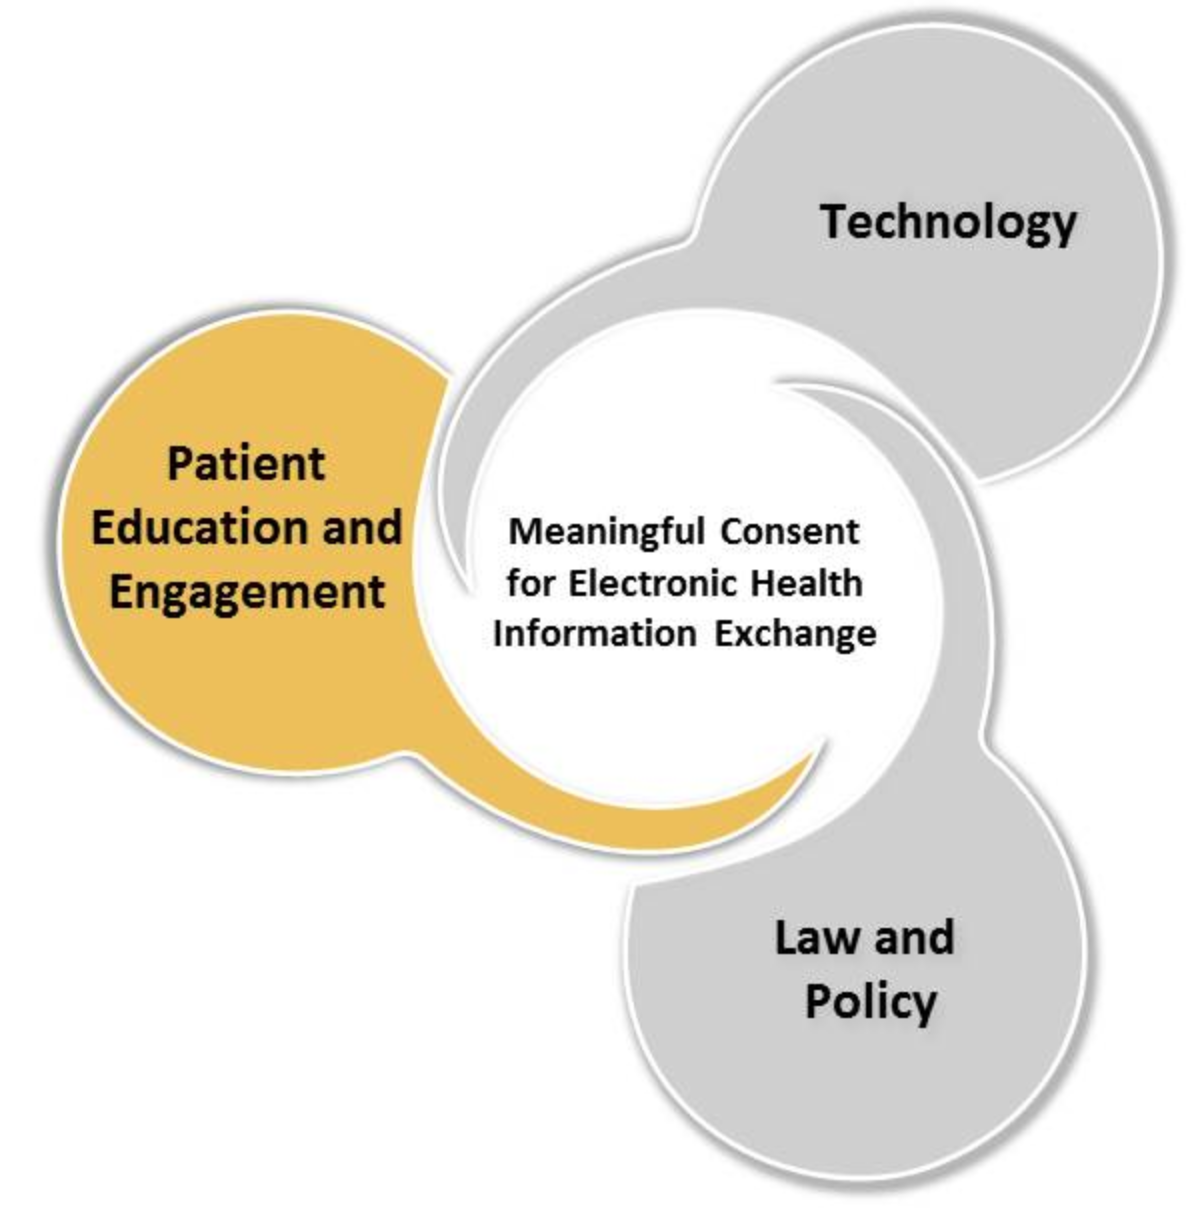 Technology
Patient
Education and
Engagement
Meaningful Consent
for Electronic Health
Information Exchange
Law and
Policy